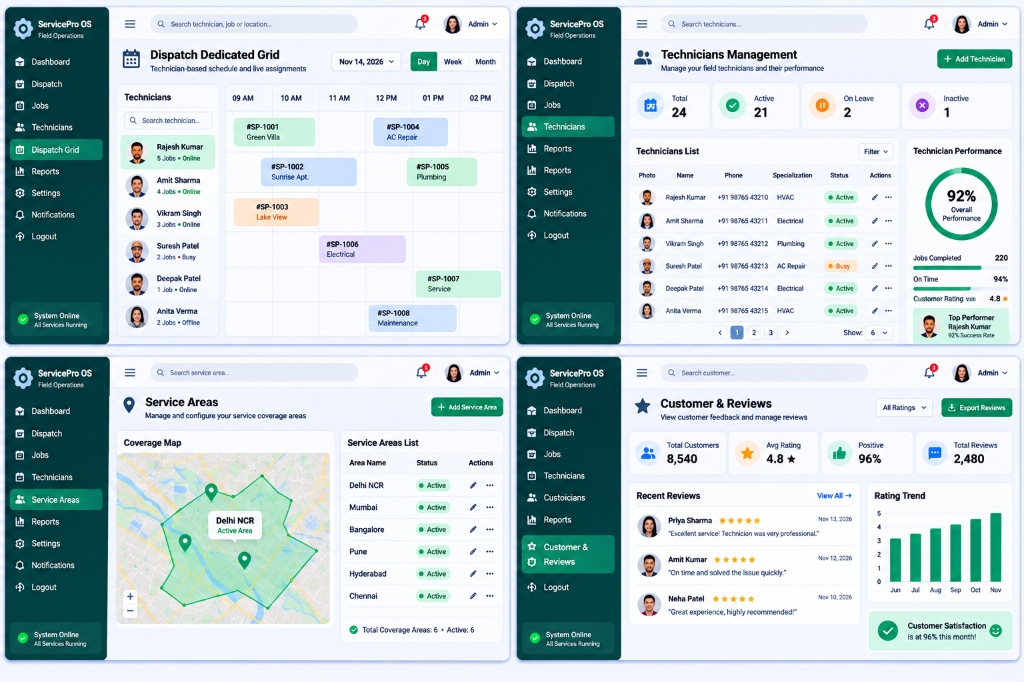 ServicePro OS
Field Operations
Dashboard
Dispatch
Jobs
Technicians
Dispatch Grid
Reports
Settings
Notifications
Logout
System Online
All Services Running
Search technician, job or location...
3
Admin
Dispatch Dedicated Grid
Technician-based schedule and live assignments
Nov 14, 2026
Day Week Month
Technicians
Search technician...
Rajesh Kumar
5 Jobs • Online
Amit Sharma
4 Jobs • Online
Vikram Singh
3 Jobs • Online
Suresh Patel
2 Jobs • Busy
Deepak Patel
1 Job • Online
Anita Verma
2 Jobs • Offline
09 AM 10 AM 11 AM 12 PM 01 PM 02 PM
#SP-1001
Green Villa
#SP-1004
AC Repair
#SP-1002
Sunrise Apt.
#SP-1005
Plumbing
#SP-1003
Lake View
#SP-1006
Electrical
#SP-1007
Service
#SP-1008
Maintenance
ServicePro OS
Field Operations
Dashboard
Dispatch
Jobs
Technicians
Reports
Reports
Settings
Notifications
Logout
System Online
All Services Running
Search technicians...
3
Admin
Technicians Management
Manage your field technicians and their performance
+ Add Technician
Total
24
Active
21
On Leave
2
Inactive
1
Technicians List
Filter
Photo Name Phone Specialization Status Actions
Rajesh Kumar +91 98765 43210 HVAC Active
Amit Sharma +91 98765 43211 Electrical Active
Vikram Singh +91 98765 43212 Plumbing Active
Suresh Patel +91 98765 43213 AC Repair Busy
Deepak Patel +91 98765 43214 Electrical Active
Anita Verma +91 98765 43215 HVAC Active
1 2 3
Show: 6
Technician Performance
92%
Overall
Performance
Jobs Completed 220
On Time 94%
Customer Rating 4.8 ★
Top Performer
Rajesh Kumar
92% Success Rate
ServicePro OS
Field Operations
Dashboard
Dispatch
Jobs
Technicians
Service Areas
Reports
Settings
Notifications
Logout
System Online
All Services Running
Search service area...
Admin
Service Areas
Manage and configure your service coverage areas
+ Add Service Area
Coverage Map
Delhi NCR
Active Area
+
−
Service Areas List
Area Name Status Actions
Delhi NCR Active
Mumbai Active
Bangalore Active
Pune Active
Hyderabad Active
Chennai Active
Total Coverage Areas: 6 • Active: 6
ServicePro OS
Field Operations
Dashboard
Dispatch
Jobs
Technicians
Custoicians
Reports
Customer &
Reviews
Logout
System Online
All Services Running
Search customer...
3
Admin
Customer & Reviews
View customer feedback and manage reviews
All Ratings
Export Reviews
Total Customers
8,540
Avg Rating
4.8 ★
Positive
96%
Total Reviews
2,480
Recent Reviews
View All →
Priya Sharma ★★★★★ Nov 13, 2026
"Excellent service! Technician was very professional."
Amit Kumar ★★★★★ Nov 12, 2026
"On time and solved the issue quickly."
Neha Patel ★★★★★ Nov 10, 2026
"Great experience, highly recommended!"
Rating Trend
5
4
3
2
1
0
Jun Jul Aug Sep Oct Nov
Customer Satisfaction
is at 96% this month!